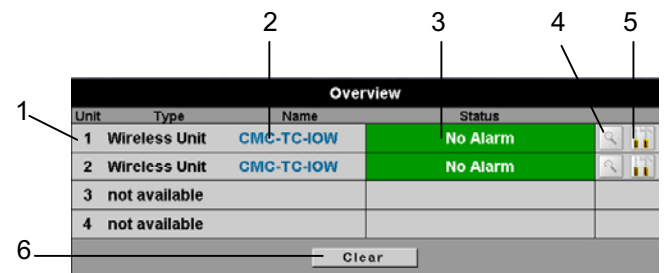 2 3 4 5
Overview
Unit Type Name Status
1
1 Wireless Unit CMC-TC-IOW No Alarm
2 Wireless Unit CMC-TC-IOW No Alarm
3 not available
4 not available
6
Clear